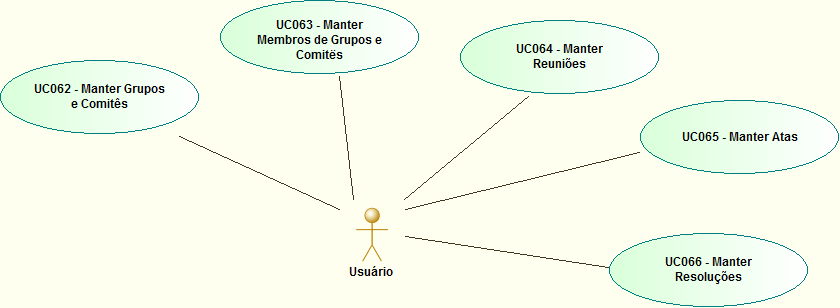 UC063 - Manter
Membros de Grupos e
Comitës
UC064 - Manter
Reuniões
UC062 - Manter Grupos
e Comitês
UC065 - Manter Atas
UC066 - Manter
Resoluções
Usuário